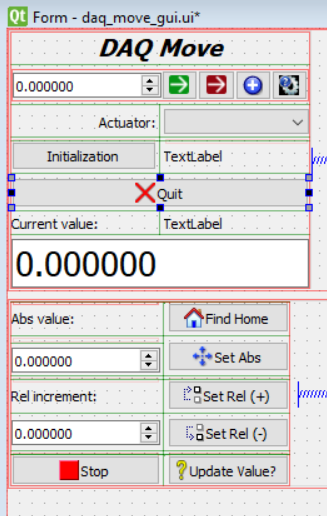 Qt Form - daq_move_gui.ui*
DAQ Move
0.000000
Actuator:
Initialization TextLabel
Quit
Current value: TextLabel
0.000000
Abs value: Find Home
0.000000 Set Abs
Rel increment: Set Rel (+)
0.000000 Set Rel (-)
Stop ? Update Value?